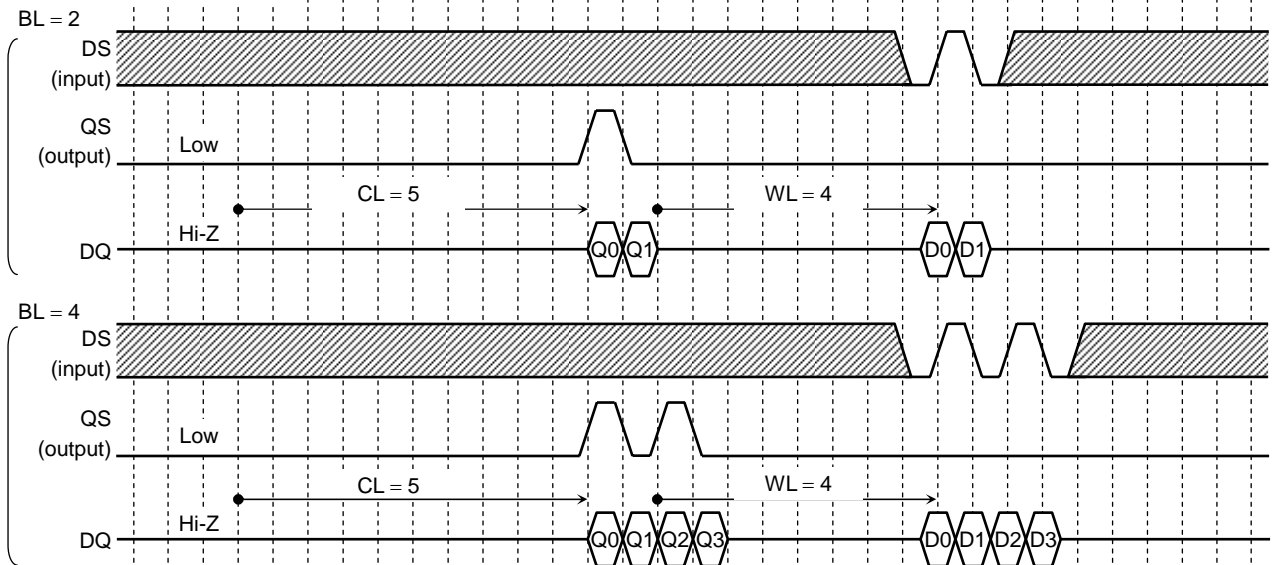 BL = 2
DS
(input)
QS
(output)
Low
CL = 5
WL = 4
Hi-Z
DQ
Q0 Q1 D0 D1
BL = 4
DS
(input)
QS
(output)
Low
CL = 5
WL = 4
Hi-Z
DQ
Q0 Q1 Q2 Q3 D0 D1 D2 D3